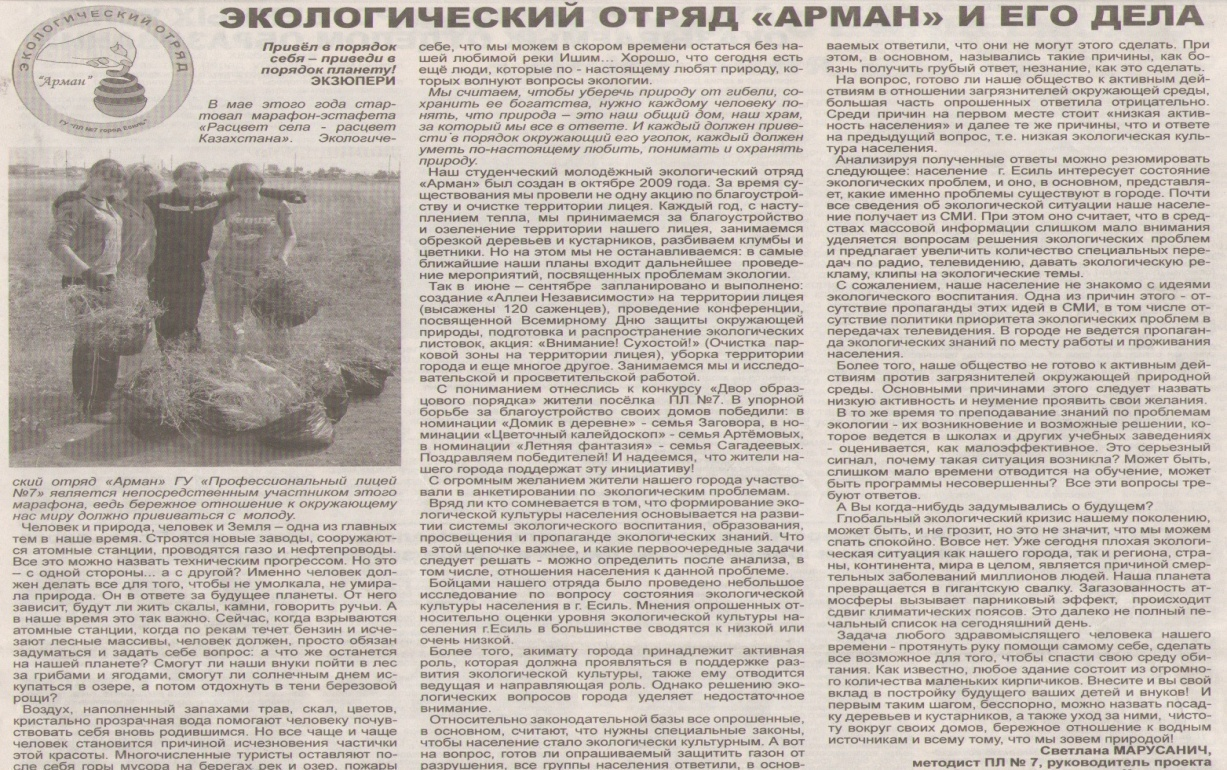 ЭКОЛОГИЧЕСКИЙ ОТРЯД «АРМАН» И ЕГО ДЕЛА
ЭКОЛОГИЧЕСКИЙ ОТРЯД
"Арман"
ГУ "ПЛ №7 город Есиль"
Привёл в порядок
себя – приведи в
порядок планету!
ЭКЗЮПЕРИ
В мае этого года стар-
товал марафон-эстафета
«Расцвет села - расцвет
Казахстана». Экологиче-
ский отряд «Арман» ГУ «Профессиональный лицей
№7» является непосредственным участником этого
марафона, ведь бережное отношение к окружающему
нас миру должно прививаться с молоду.
Человек и природа, человек и Земля – одна из главных
тем в наше время. Строятся новые заводы, сооружают-
ся атомные станции, проводятся газо и нефтепроводы.
Все это можно назвать техническим прогрессом. Но это
– с одной стороны... а с другой? Именно человек дол-
жен делать все для того, чтобы не умолкала, не умира-
ла природа. Он в ответе за будущее планеты. От него
зависит, будут ли жить скалы, камни, говорить ручьи. А
в наше время это так важно. Сейчас, когда взрываются
атомные станции, когда по рекам течет бензин и исче-
зают лесные массивы, человек должен, просто обязан
задуматься и задать себе вопрос: а что же останется
на нашей планете? Смогут ли наши внуки пойти в лес
за грибами и ягодами, смогут ли солнечным днем ис-
купаться в озере, а потом отдохнуть в тени березовой
рощи?
Воздух, наполненный запахами трав, скал, цветов,
кристально прозрачная вода помогают человеку почув-
ствовать себя вновь родившимся. Но все чаще и чаще
человек становится причиной исчезновения частички
этой красоты. Многочисленные туристы оставляют по-
сле себя горы мусора на берегах рек и озер, пожары
себе, что мы можем в скором времени остаться без на-
шей любимой реки Ишим... Хорошо, что сегодня есть
ещё люди, которые по - настоящему любят природу, ко-
торых волнуют вопросы экологии.
Мы считаем, чтобы уберечь природу от гибели, со-
хранить ее богатства, нужно каждому человеку по-
нять, что природа – это наш общий дом, наш храм,
за который мы все в ответе. И каждый должен приве-
сти в порядок окружающий его уголок, каждый должен
уметь по-настоящему любить, понимать и охранять
природу.
Наш студенческий молодёжный экологический отряд
«Арман» был создан в октябре 2009 года. За время су-
ществования мы провели не одну акцию по благоустрой-
ству и очистке территории лицея. Каждый год, с насту-
плением тепла, мы принимаемся за благоустройство
и озеленение территории нашего лицея, занимаемся
обрезкой деревьев и кустарников, разбиваем клумбы и
цветники. Но на этом мы не останавливаемся: в самые
ближайшие наши планы входит дальнейшее проведе-
ние мероприятий, посвященных проблемам экологии.
Так в июне – сентябре запланировано и выполнено:
создание «Аллеи Независимости» на территории лицея
(высажены 120 саженцев), проведение конференции,
посвященной Всемирному Дню защиты окружающей
природы, подготовка и распространение экологических
листовок, акция: «Внимание! Сухостой!» (Очистка пар-
ковой зоны на территории лицея), уборка территории
города и еще многое другое. Занимаемся мы и исследо-
вательской и просветительской работой.
С пониманием отнеслись к конкурсу «Двор образ-
цового порядка» жители посёлка ПЛ №7. В упорной
борьбе за благоустройство своих домов победили: в
номинации «Домик в деревне» - семья Заговора, в но-
минации «Цветочный калейдоскоп» - семья Артёмовых,
в номинации «Летняя фантазия» - семья Сагадеевых.
Поздравляем победителей! И надеемся, что жители на-
шего города поддержат эту инициативу!
С огромным желанием жители нашего города участво-
вали в анкетировании по экологическим проблемам.
Вряд ли кто сомневается в том, что формирование эко-
логической культуры населения основывается на разви-
тии системы экологического воспитания, образования,
просвещения и пропаганде экологических знаний. Что
в этой цепочке важнее, и какие первоочередные задачи
следует решать - можно определить после анализа, в
том числе, отношения населения к данной проблеме.
Бойцами нашего отряда было проведено небольшое
исследование по вопросу состояния экологической
культуры населения в г. Есиль. Мнения опрошенных от-
носительно оценки уровня экологической культуры на-
селения г.Есиль в большинстве сводятся к низкой или
очень низкой.
Более того, акимату города принадлежит активная
роль, которая должна проявляться в поддержке раз-
вития экологической культуры, также ему отводится
ведущая и направляющая роль. Однако решению эко-
логических вопросов города уделяет недостаточное
внимание.
Относительно законодательной базы все опрошенные,
в основном, считают, что нужны специальные законы,
чтобы население стало экологически культурным. А вот
на вопрос, готов ли опрашиваемый защитить газон от
разрушения, все группы населения ответили, в основ-
ваемых ответили, что они не могут этого сделать. При
этом, в основном, назывались такие причины, как бо-
язнь получить грубый ответ, незнание, как это сделать.
На вопрос, готово ли наше общество к активным дей-
ствиям в отношении загрязнителей окружающей среды,
большая часть опрошенных ответила отрицательно.
Среди причин на первом месте стоит «низкая актив-
ность населения» и далее те же причины, что и ответе
на предыдущий вопрос, т.е. низкая экологическая куль-
тура населения.
Анализируя полученные ответы можно резюмировать
следующее: население г. Есиль интересует состояние
экологических проблем, и оно, в основном, представля-
ет, какие именно проблемы существуют в городе. Почти
все сведения об экологической ситуации наше населе-
ние получает из СМИ. При этом оно считает, что в сред-
ствах массовой информации слишком мало внимания
уделяется вопросам решения экологических проблем
и предлагает увеличить количество специальных пере-
дач по радио, телевидению, давать экологическую ре-
кламу, клипы на экологические темы.
С сожалением, наше население не знакомо с идеями
экологического воспитания. Одна из причин этого - от-
сутствие пропаганды этих идей в СМИ, в том числе от-
сутствие политики приоритета экологических проблем в
передачах телевидения. В городе не ведется пропаган-
да экологических знаний по месту работы и проживания
населения.
Более того, наше общество не готово к активным дей-
ствиям против загрязнителей окружающей природной
среды. Основными причинами этого следует назвать
низкую активность и неумение проявить свои желания.
В то же время то преподавание знаний по проблемам
экологии - их возникновение и возможные решении, ко-
торое ведется в школах и других учебных заведениях
- оценивается, как малоэффективное. Это серьезный
сигнал, почему такая ситуация возникла? Может быть,
слишком мало времени отводится на обучение, может
быть программы несовершенны? Все эти вопросы тре-
буют ответов.
А Вы когда-нибудь задумывались о будущем?
Глобальный экологический кризис нашему поколению,
может быть, и не грозит, но это не значит, что мы можем
спать спокойно. Вовсе нет. Уже сегодня плохая экологи-
ческая ситуация как нашего города, так и региона, стра-
ны, континента, мира в целом, является причиной смер-
тельных заболеваний миллионов людей. Наша планета
превращается в гигантскую свалку. Загазованность ат-
мосферы вызывает парниковый эффект, происходит
сдвиг климатических поясов. Это далеко не полный пе-
чальный список на сегодняшний день.
Задача любого здравомыслящего человека нашего
времени - протянуть руку помощи самому себе, сделать
все возможное для того, чтобы спасти свою среду оби-
тания. Как известно, любое здание состоит из огромно-
го количества маленьких кирпичиков. Внесите и вы свой
вклад в постройку будущего ваших детей и внуков! И
первым таким шагом, бесспорно, можно назвать посад-
ку деревьев и кустарников, а также уход за ними, чисто-
ту вокруг своих домов, бережное отношение к водным
источникам и всему тому, что мы зовем природой!
Светлана МАРУСАНИЧ,
методист ПЛ № 7, руководитель проекта